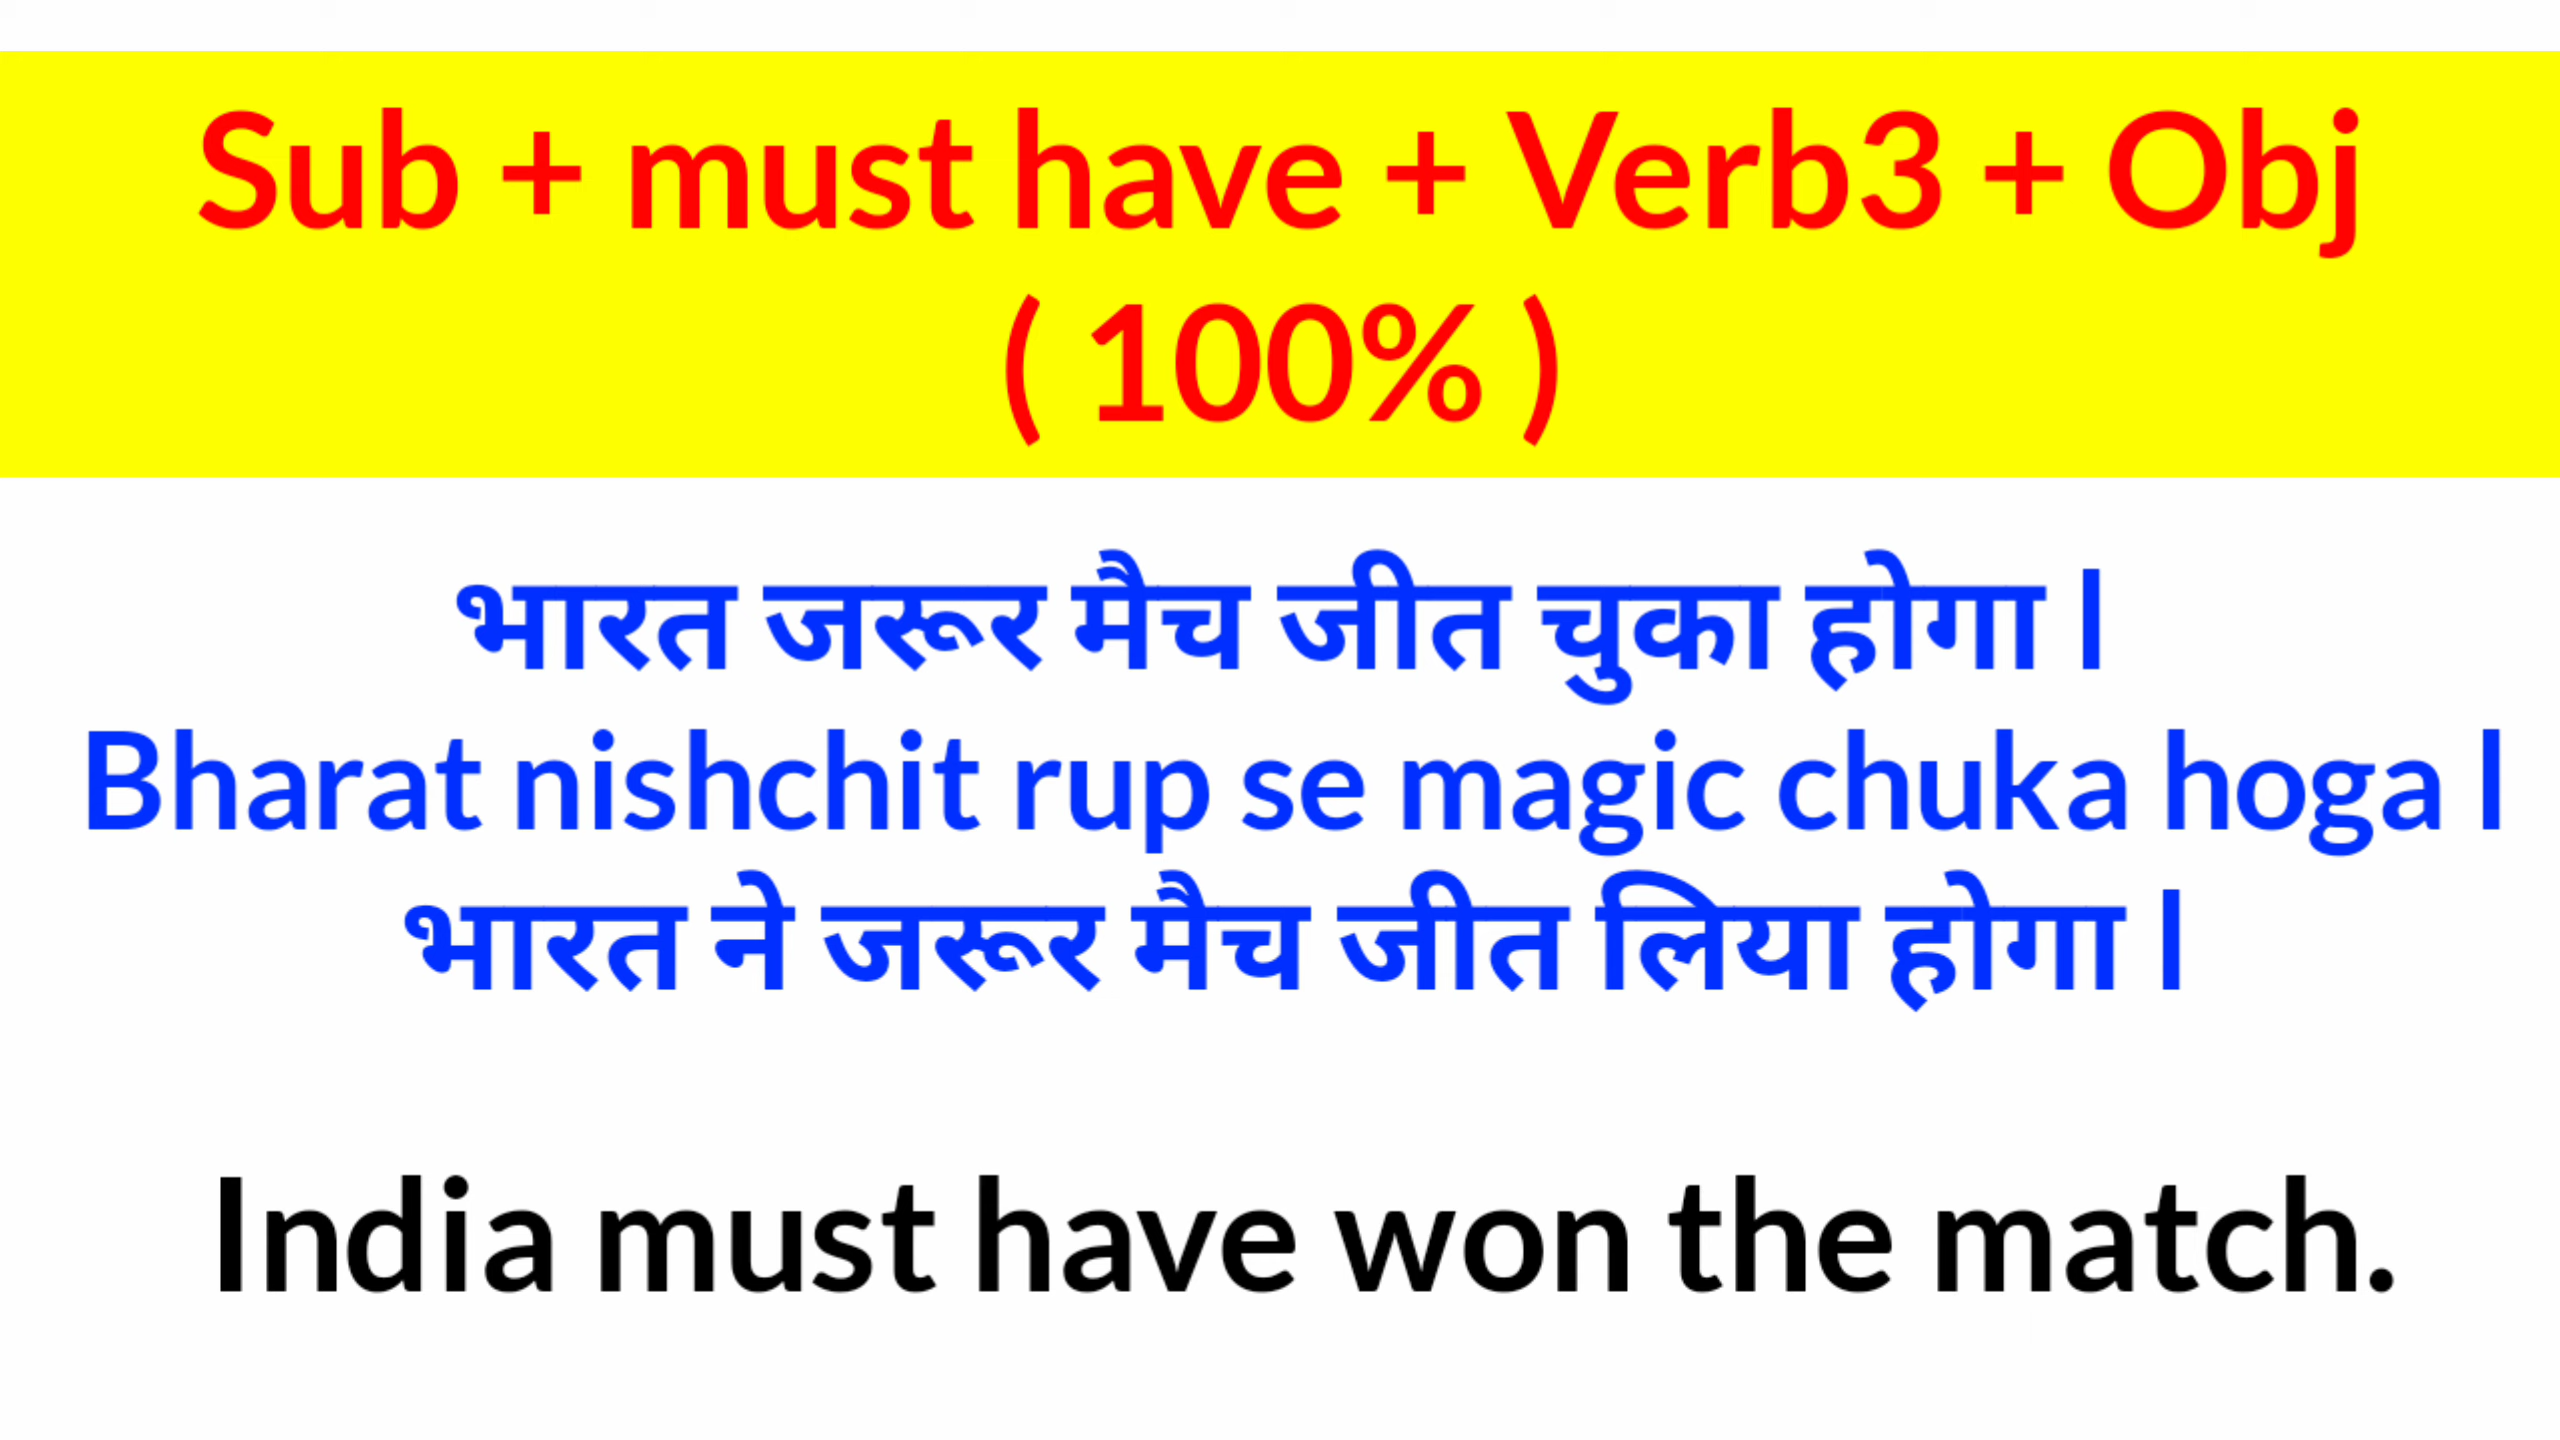 Sub + must have + Verb3 + Obj
( 100% )
भारत जरूर मैच जीत चुका होगा l
Bharat nishchit rup se magic chuka hoga l
भारत ने जरूर मैच जीत लिया होगा l
India must have won the match.